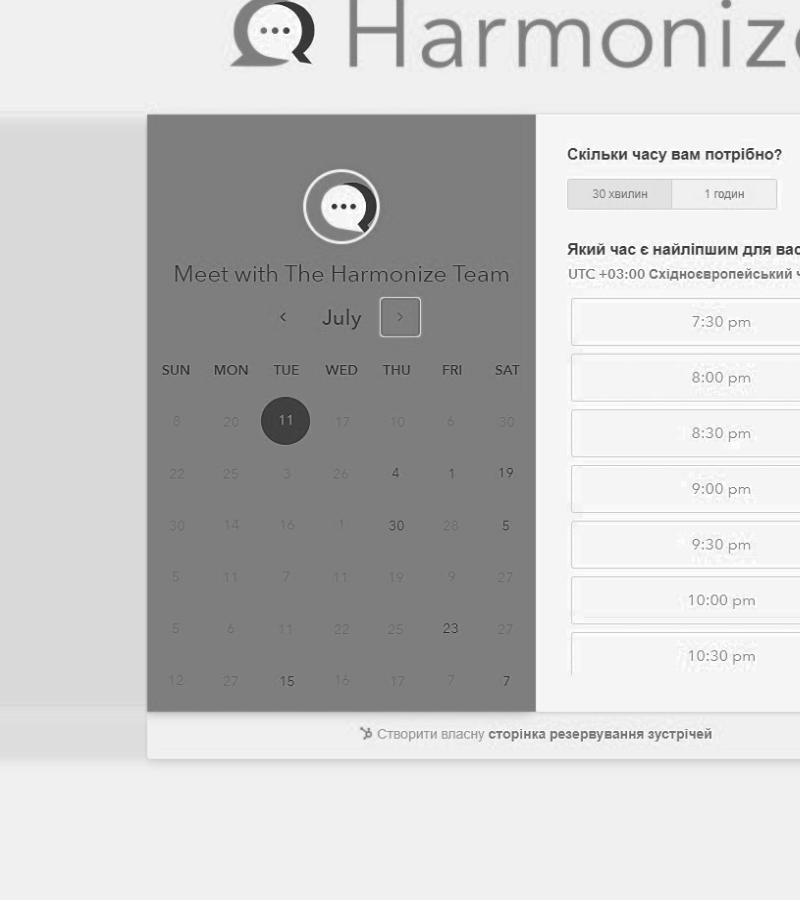 Harmoniz
Meet with The Harmonize Team
‹ July ›
SUN MON TUE WED THU FRI SAT
8 20 11 17 10 6 30
22 25 3 26 4 1 19
30 14 16 1 30 28 5
5 11 7 11 19 9 27
5 6 11 22 25 23 27
12 27 15 16 17 7 7
Скільки часу вам потрібно?
30 хвилин 1 годин
Який час є найліпшим для вас
UTC +03:00 Східноєвропейський ч
7:30 pm
8:00 pm
8:30 pm
9:00 pm
9:30 pm
10:00 pm
10:30 pm
Створити власну сторінка резервування зустрічей